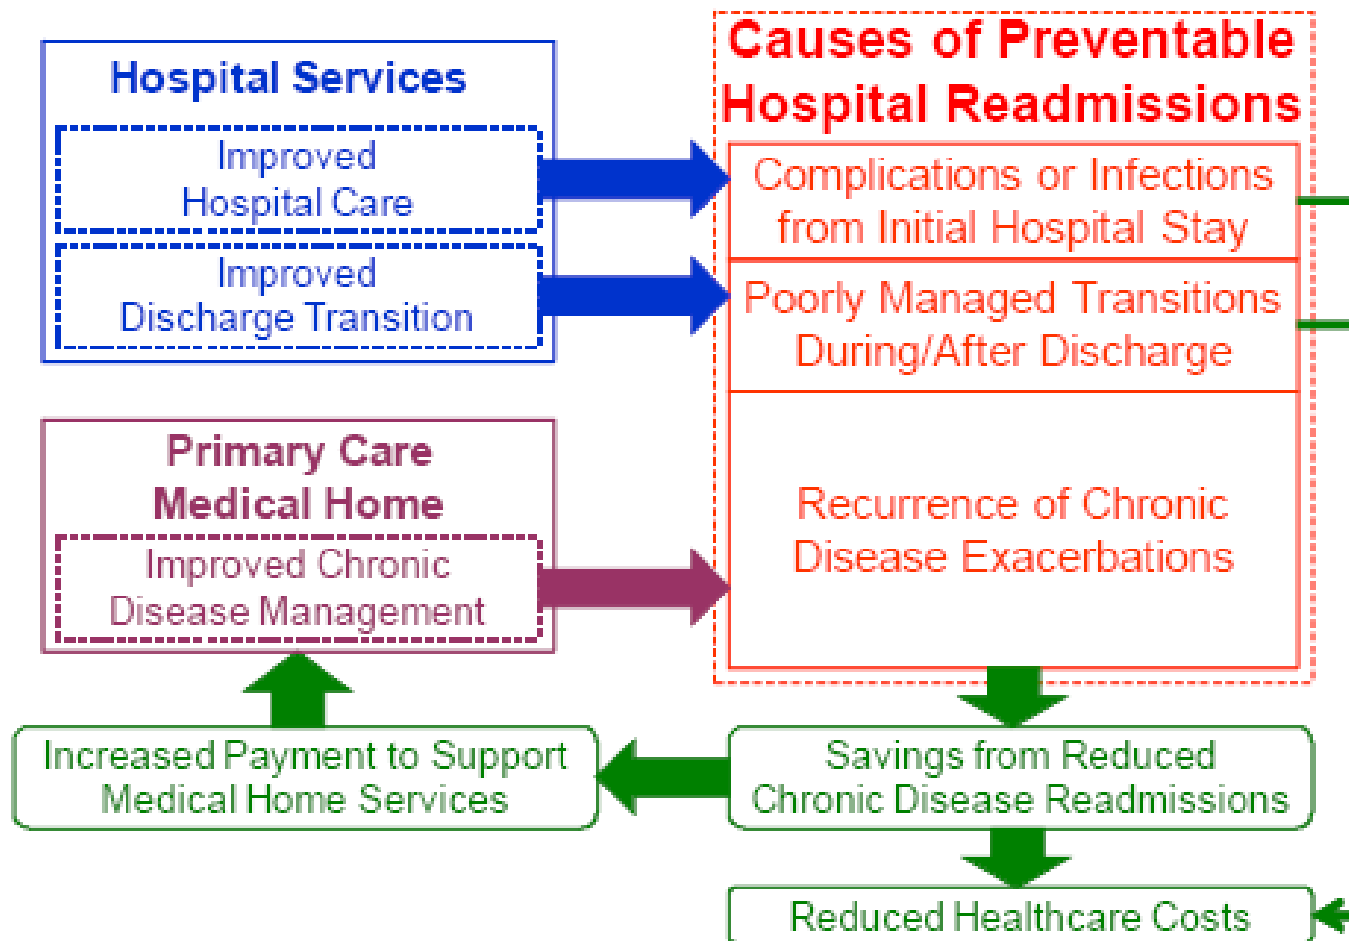 Hospital Services
Improved
Hospital Care
Improved
Discharge Transition
Primary Care
Medical Home
Improved Chronic
Disease Management
Increased Payment to Support
Medical Home Services
Causes of Preventable
Hospital Readmissions
Complications or Infections
from Initial Hospital Stay
Poorly Managed Transitions
During/After Discharge
Recurrence of Chronic
Disease Exacerbations
Savings from Reduced
Chronic Disease Readmissions
Reduced Healthcare Costs